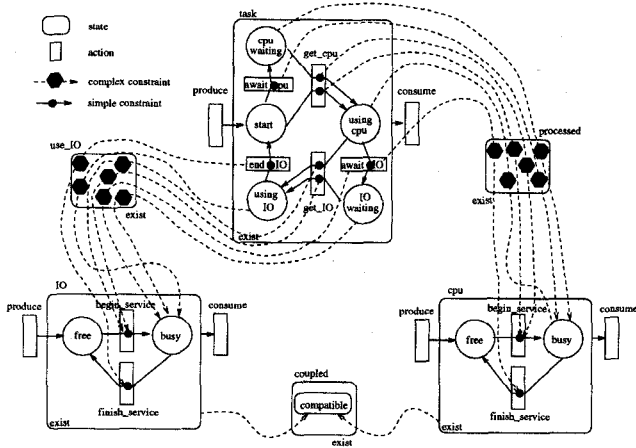 state
action
complex constraint
simple constraint
task
cpu
waiting
get_cpu
await cpu
produce
start
using
cpu
consume
end IO
await IO
using
IO
get_IO
IO
waiting
exist
use_IO
exist
processed
exist
IO
produce
begin_service
consume
free
busy
finish_service
exist
cpu
produce
begin_service
consume
free
busy
finish_service
exist
coupled
compatible
exist